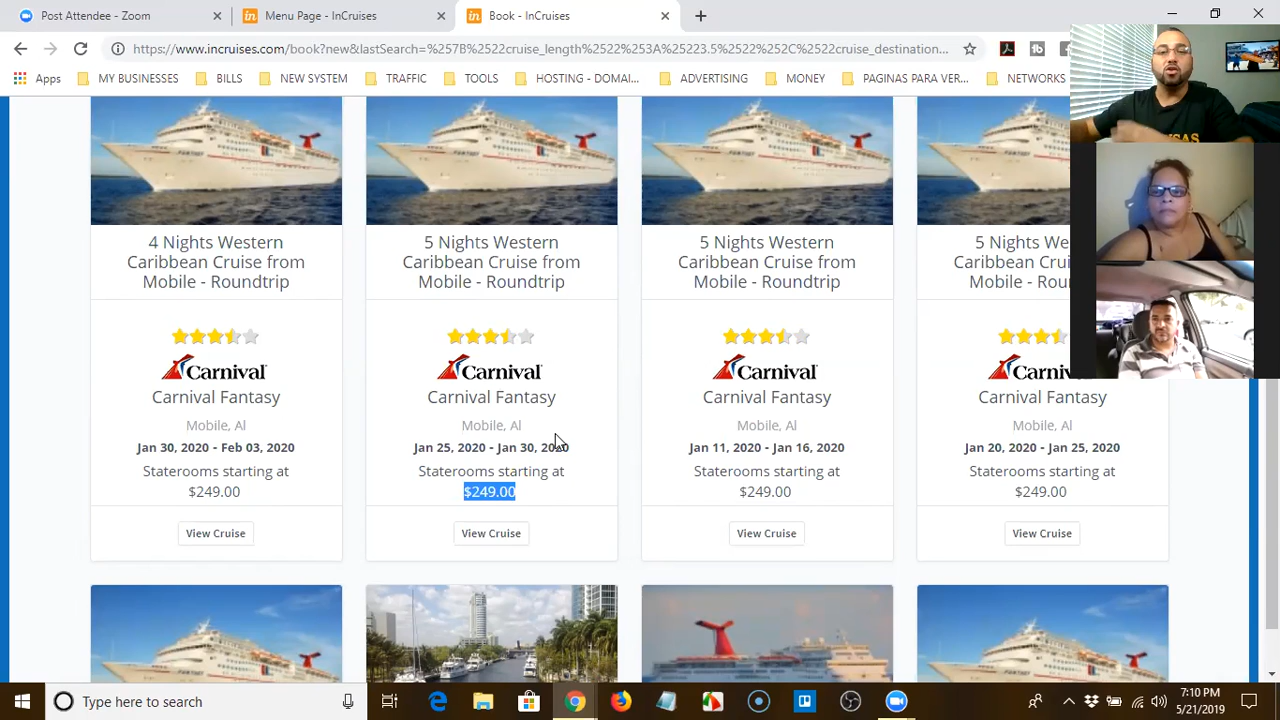 Post Attendee - Zoom
Menu Page - InCruises
Book - InCruises
https://www.incruises.com/book?new&lastSearch=%257B%2522cruise_length%2522%253A%25223.5%2522%252C%2522cruise_destination...
Apps
MY BUSINESSES
BILLS
NEW SYSTEM
TRAFFIC
TOOLS
HOSTING - DOMAI...
ADVERTISING
MONEY
PAGINAS PARA VER...
NETWORKS
4 Nights Western
Caribbean Cruise from
Mobile - Roundtrip
Carnival
Carnival Fantasy
Mobile, Al
Jan 30, 2020 - Feb 03, 2020
Staterooms starting at
$249.00
View Cruise
5 Nights Western
Caribbean Cruise from
Mobile - Roundtrip
Carnival
Carnival Fantasy
Mobile, Al
Jan 25, 2020 - Jan 30, 2020
Staterooms starting at
$249.00
View Cruise
5 Nights Western
Caribbean Cruise from
Mobile - Roundtrip
Carnival
Carnival Fantasy
Mobile, Al
Jan 11, 2020 - Jan 16, 2020
Staterooms starting at
$249.00
View Cruise
5 Nights We
Caribbean Cru
Mobile - Rou
Ca
Carnival Fantasy
Mobile, Al
Jan 20, 2020 - Jan 25, 2020
Staterooms starting at
$249.00
View Cruise
Type here to search
7:10 PM
5/21/2019